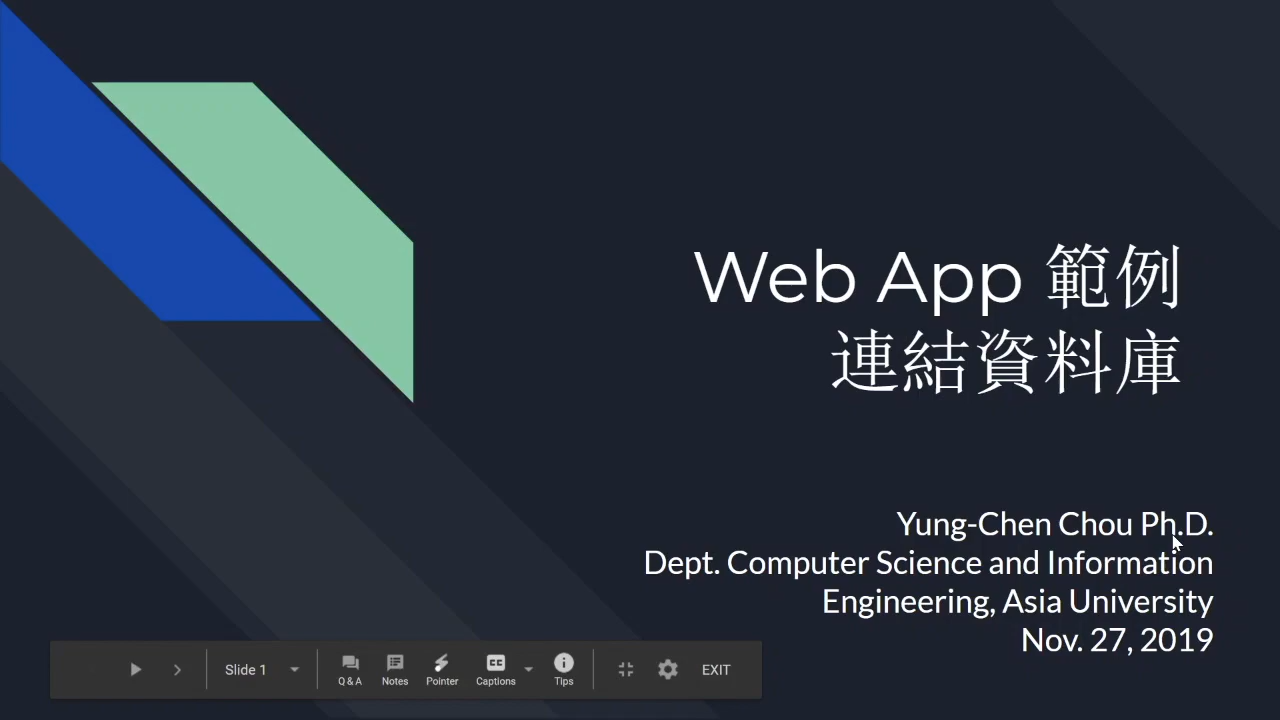 Web App 範例
連結資料庫
Yung-Chen Chou Ph.D.
Dept. Computer Science and Information
Engineering, Asia University
Nov. 27, 2019
Slide 1
Q & A
Notes
Pointer
CC
Captions
Tips
EXIT